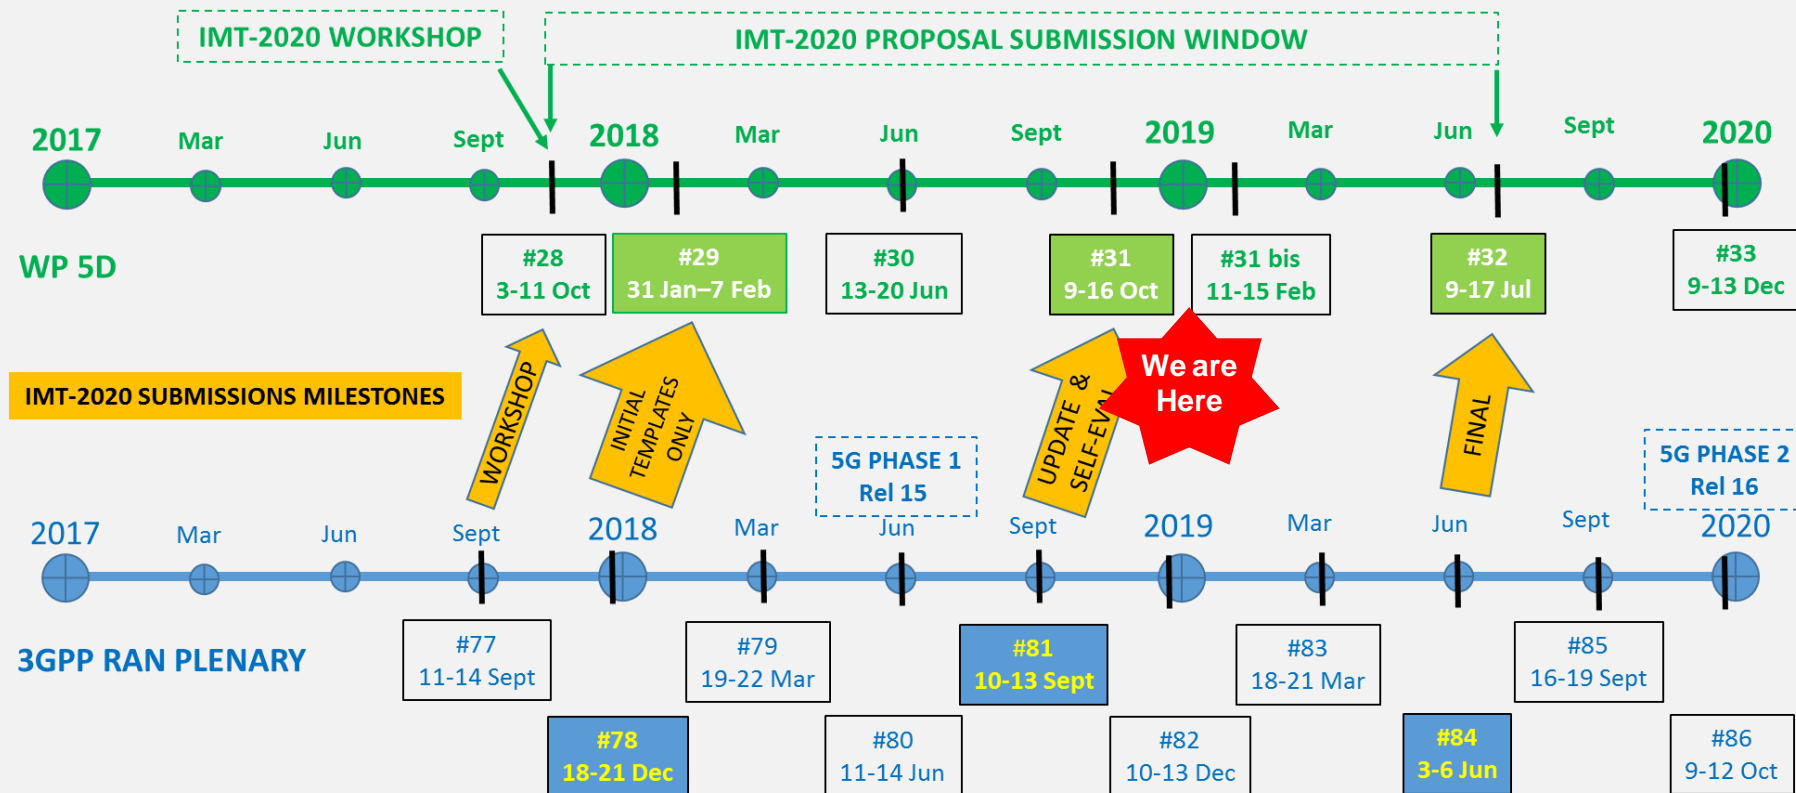 IMT-2020 WORKSHOP
IMT-2020 PROPOSAL SUBMISSION WINDOW
2017
Mar
Jun
Sept
2018
Mar
Jun
Sept
2019
Mar
Jun
Sept
2020
WP 5D
#28
3-11 Oct
#29
31 Jan–7 Feb
#30
13-20 Jun
#31
9-16 Oct
#31 bis
11-15 Feb
#32
9-17 Jul
#33
9-13 Dec
IMT-2020 SUBMISSIONS MILESTONES
WORKSHOP
INITIAL
TEMPLATES
ONLY
UPDATE &
SELF-EVAL
We are
Here
FINAL
5G PHASE 1
Rel 15
5G PHASE 2
Rel 16
2017
Mar
Jun
Sept
2018
Mar
Jun
Sept
2019
Mar
Jun
Sept
2020
3GPP RAN PLENARY
#77
11-14 Sept
#79
19-22 Mar
#81
10-13 Sept
#83
18-21 Mar
#85
16-19 Sept
#78
18-21 Dec
#80
11-14 Jun
#82
10-13 Dec
#84
3-6 Jun
#86
9-12 Oct